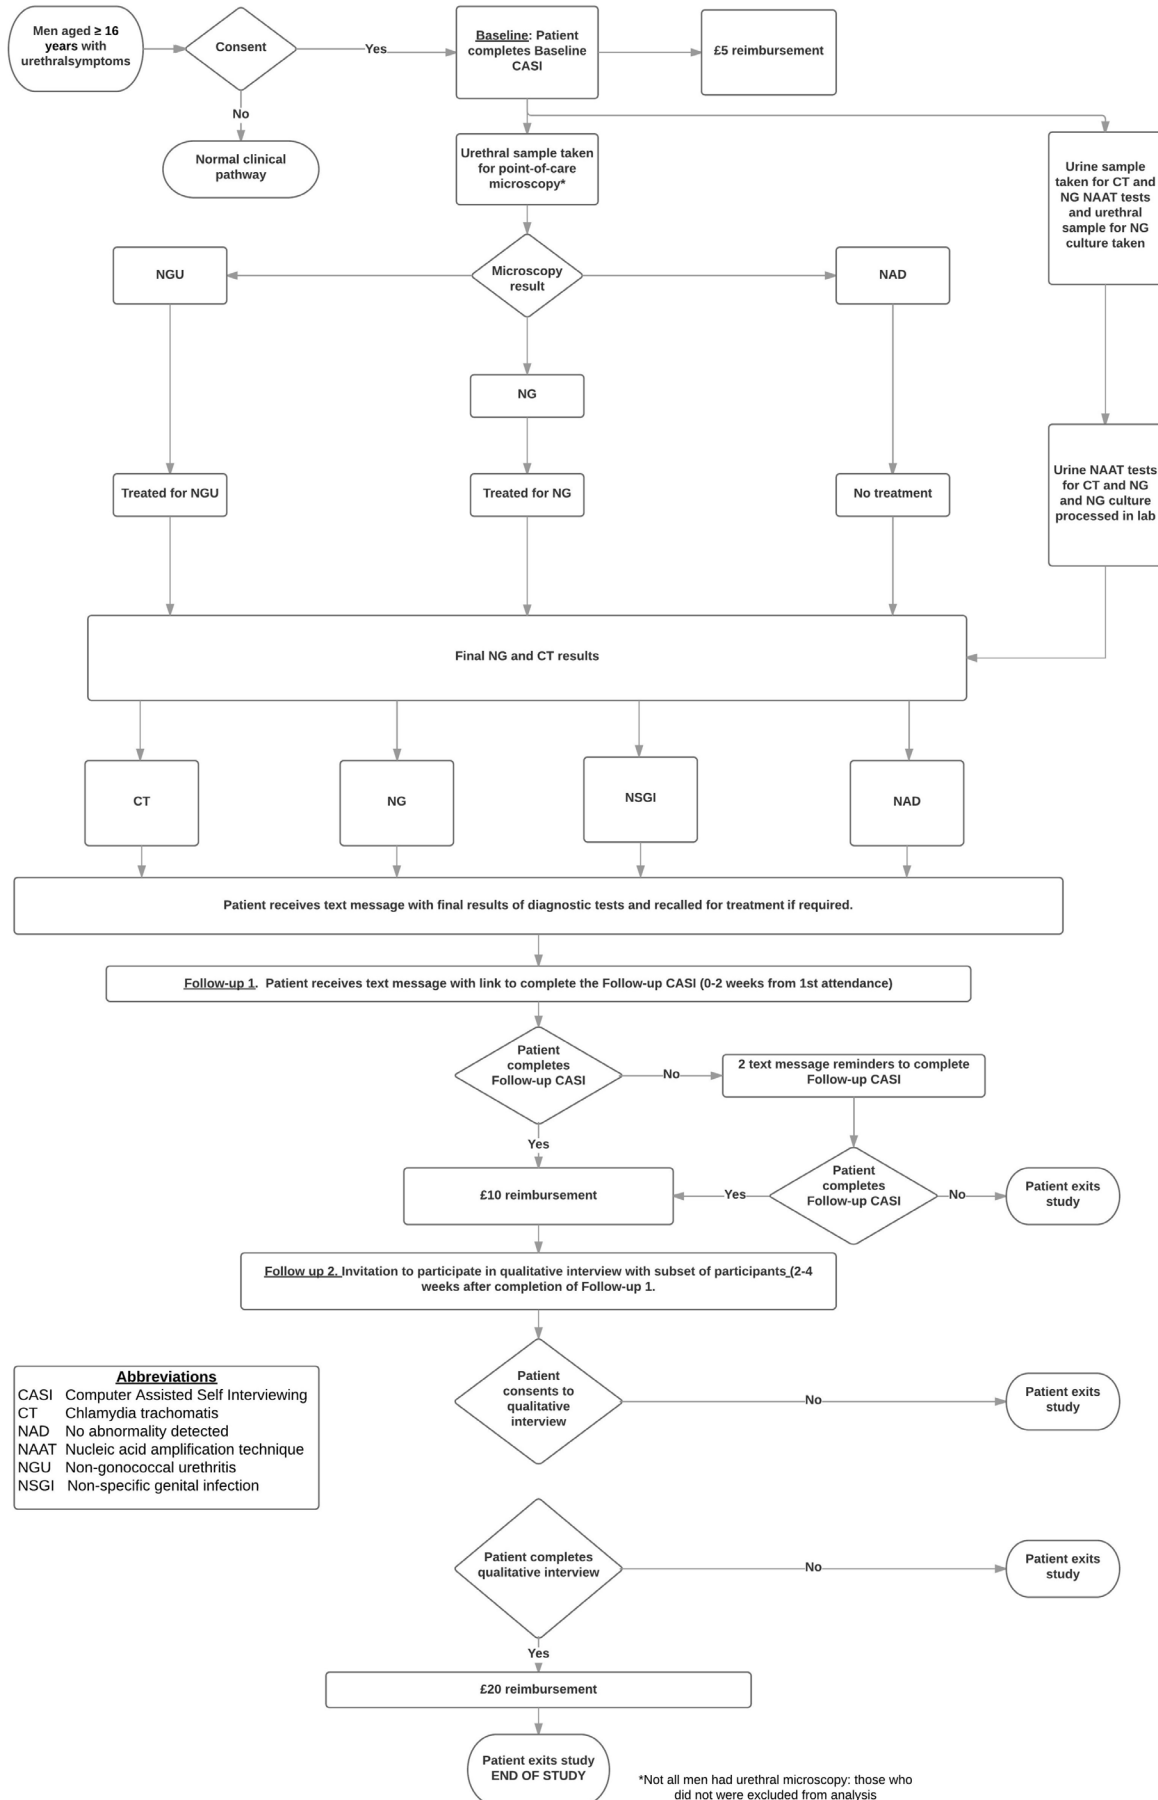 Men aged ≥ 16
years with
urethralsymptoms
Consent
Yes
Baseline: Patient
completes Baseline
CASI
£5 reimbursement
No
Normal clinical
pathway
Urethral sample taken
for point-of-care
microscopy*
Urine sample
taken for CT and
NG NAAT tests
and urethral
sample for NG
culture taken
NGU
Microscopy
result
NAD
NG
Treated for NGU
Treated for NG
No treatment
Urine NAAT tests
for CT and NG
and NG culture
processed in lab
Final NG and CT results
CT
NG
NSGI
NAD
Patient receives text message with final results of diagnostic tests and recalled for treatment if required.
Follow-up 1. Patient receives text message with link to complete the Follow-up CASI (0-2 weeks from 1st attendance)
Patient
completes
Follow-up CASI
No
2 text message reminders to complete
Follow-up CASI
Yes
£10 reimbursement
Yes
Patient
completes
Follow-up CASI
No
Patient exits
study
Follow up 2. Invitation to participate in qualitative interview with subset of participants (2-4
weeks after completion of Follow-up 1.
Patient
consents to
qualitative
interview
No
Patient exits
study
Abbreviations
CASI Computer Assisted Self Interviewing
CT Chlamydia trachomatis
NAD No abnormality detected
NAAT Nucleic acid amplification technique
NGU Non-gonococcal urethritis
NSGI Non-specific genital infection
Patient completes
qualitative interview
No
Patient exits
study
Yes
£20 reimbursement
Patient exits study
END OF STUDY
*Not all men had urethral microscopy: those who
did not were excluded from analysis